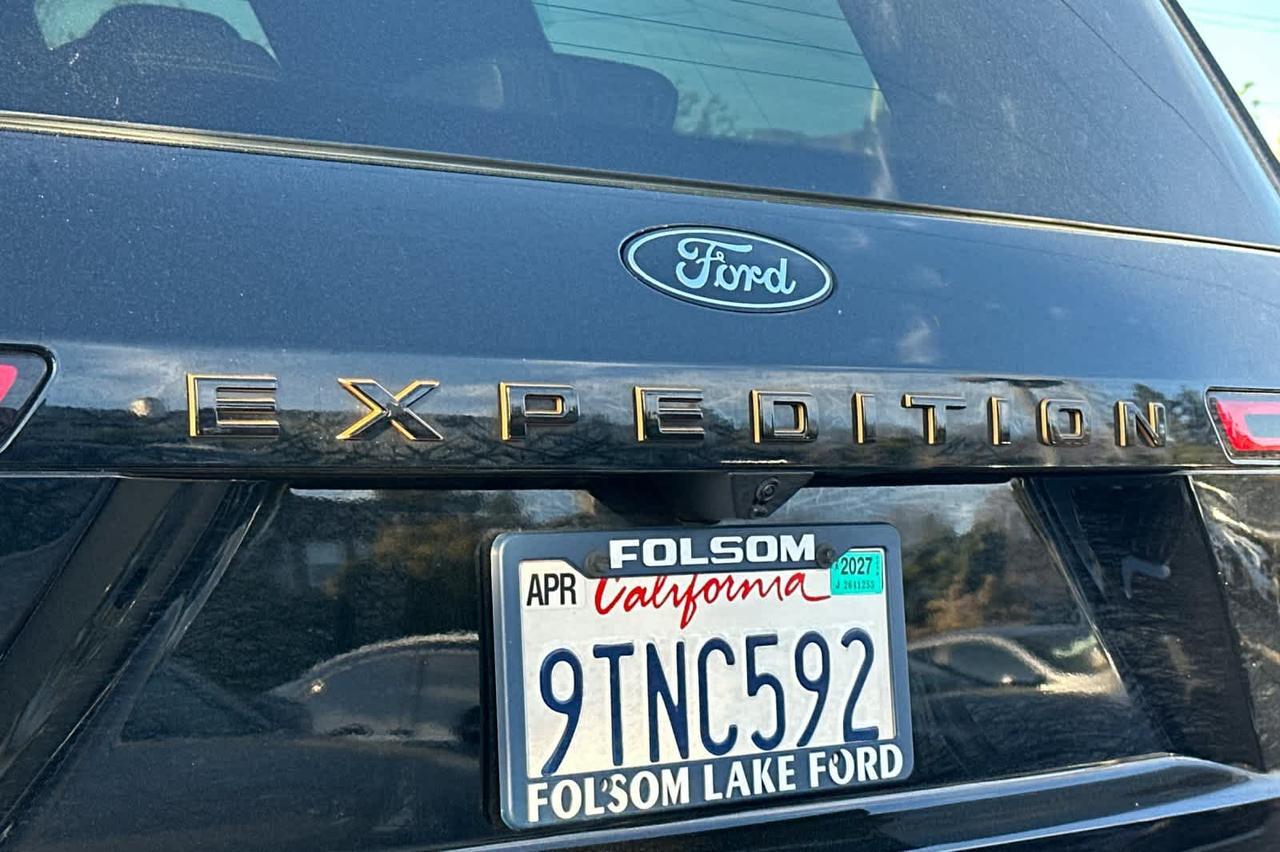 Ford
EXPEDITION
FOLSOM
APR California 2027
9TNC592
FOLSOM LAKE FORD